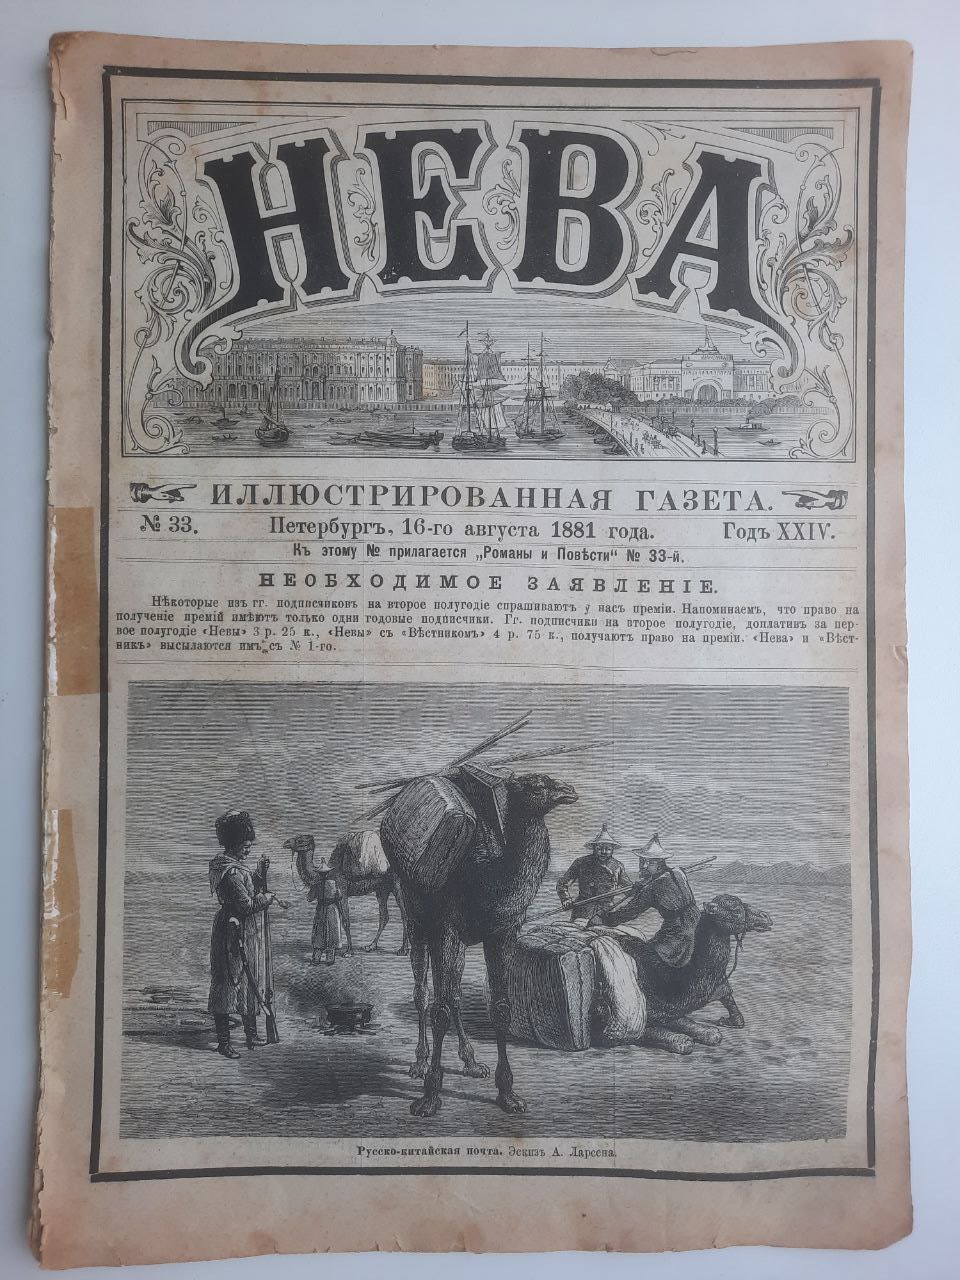 НЕВА
ИЛЛЮСТРИРОВАННАЯ ГАЗЕТА.
№ 33. Петербургъ, 16-го августа 1881 года. Годъ XXIV.
Къ этому № прилагается „Романы и Повѣсти“ № 33-й.
НЕОБХОДИМОЕ ЗАЯВЛЕНІЕ.
Нѣкоторые изъ гг. подписчиковъ на второе полугодіе спрашиваютъ у насъ преміи. Напоминаемъ, что право на
полученіе премій имѣютъ только одни годовые подписчики. Гг. подписчики на второе полугодіе, доплативъ за пер-
вое полугодіе «Невы» 3 р. 25 к., «Невы» съ «Вѣстникомъ» 4 р. 75 к., получаютъ право на преміи. «Нева» и «Вѣст-
никъ» высылаются имъ съ № 1-го.
Русско-китайская почта. Эскизъ А. Ларсена.